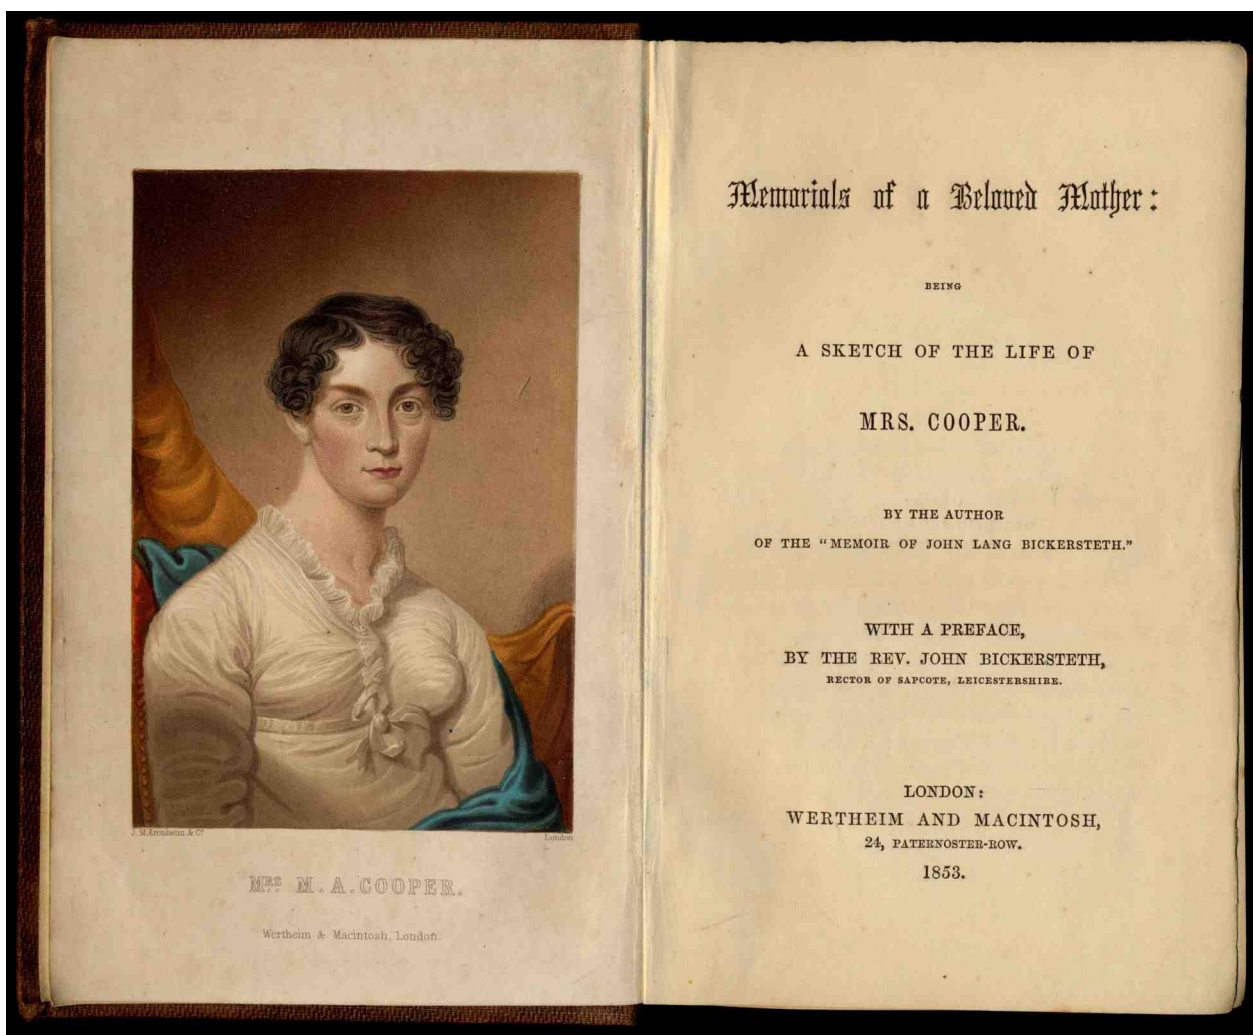 J. M. Kronheim & Co.
London
MRS. M. A. COOPER.
Wertheim & Macintosh, London.
Memorials of a Beloved Mother:
BEING
A SKETCH OF THE LIFE OF
MRS. COOPER.
BY THE AUTHOR
OF THE “MEMOIR OF JOHN LANG BICKERSTETH.”
WITH A PREFACE,
BY THE REV. JOHN BICKERSTETH,
RECTOR OF SAPCOTE, LEICESTERSHIRE.
LONDON:
WERTHEIM AND MACINTOSH,
24, PATERNOSTER-ROW.
1853.